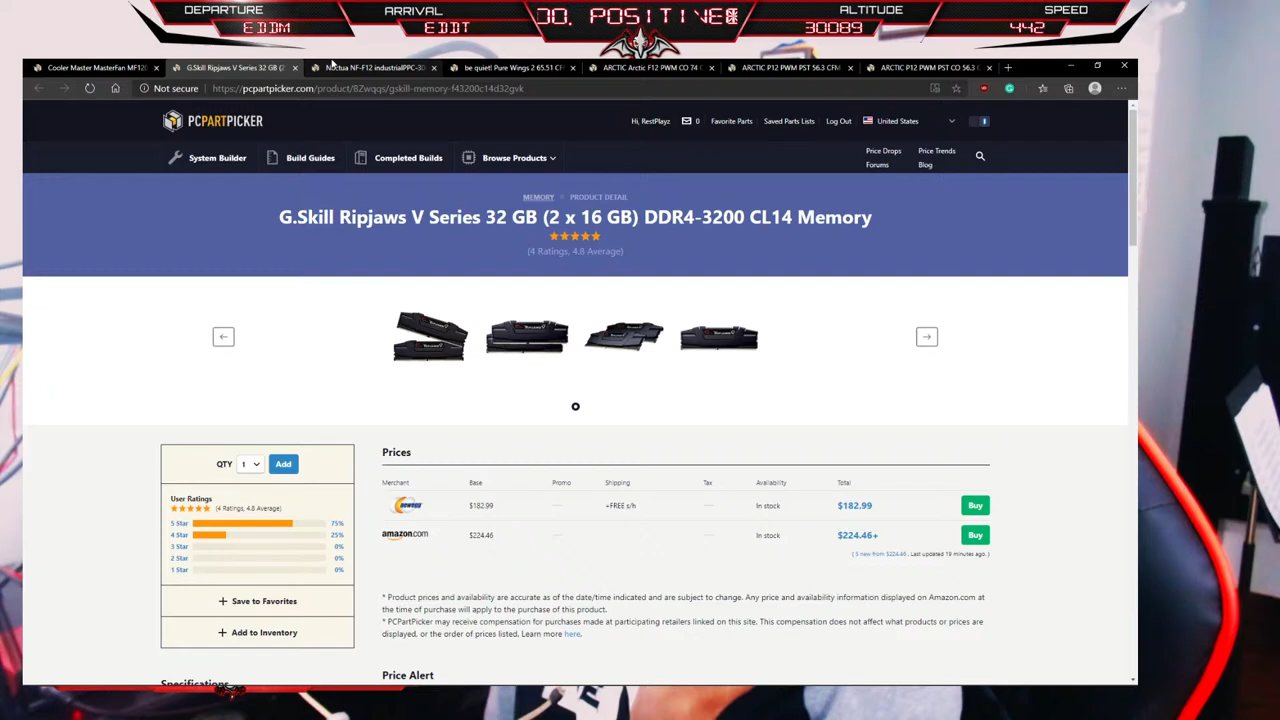 DEPARTURE
EDDM
ARRIVAL
EDDT
ALTITUDE
30089
SPEED
442
Cooler Master MasterFan MF120
G.Skill Ripjaws V Series 32 GB (2
Noctua NF-F12 industrialPPC-30
be quiet! Pure Wings 2 65.51 CF
ARCTIC Arctic F12 PWM CO 74 C
ARCTIC P12 PWM PST 56.3 CFM
ARCTIC P12 PWM PST CO 56.3 C
Not secure
https://pcpartpicker.com/product/8Zwqqs/gskill-memory-f43200c14d32gvk
PCPARTPICKER
Hi, RestPlayz
0
Favorite Parts
Saved Parts Lists
Log Out
United States
System Builder
Build Guides
Completed Builds
Browse Products
Price Drops
Price Trends
Forums
Blog
MEMORY
PRODUCT DETAIL
G.Skill Ripjaws V Series 32 GB (2 x 16 GB) DDR4-3200 CL14 Memory
(4 Ratings, 4.8 Average)
QTY 1 Add
User Ratings
(4 Ratings, 4.8 Average)
5 Star 75%
4 Star 25%
3 Star 0%
2 Star 0%
1 Star 0%
+ Save to Favorites
+ Add to Inventory
Specifications
Prices
Merchant Base Promo Shipping Tax Availability Total
newegg $182.99 +FREE s/h In stock $182.99 Buy
amazon.com $224.46 In stock $224.46+ Buy
( 5 new from $224.46 . Last updated 19 minutes ago. )
* Product prices and availability are accurate as of the date/time indicated and are subject to change. Any price and availability information displayed on Amazon.com at
the time of purchase will apply to the purchase of this product.
* PCPartPicker may receive compensation for purchases made at participating retailers linked on this site. This compensation does not affect what products or prices are
displayed, or the order of prices listed. Learn more here.
Price Alert